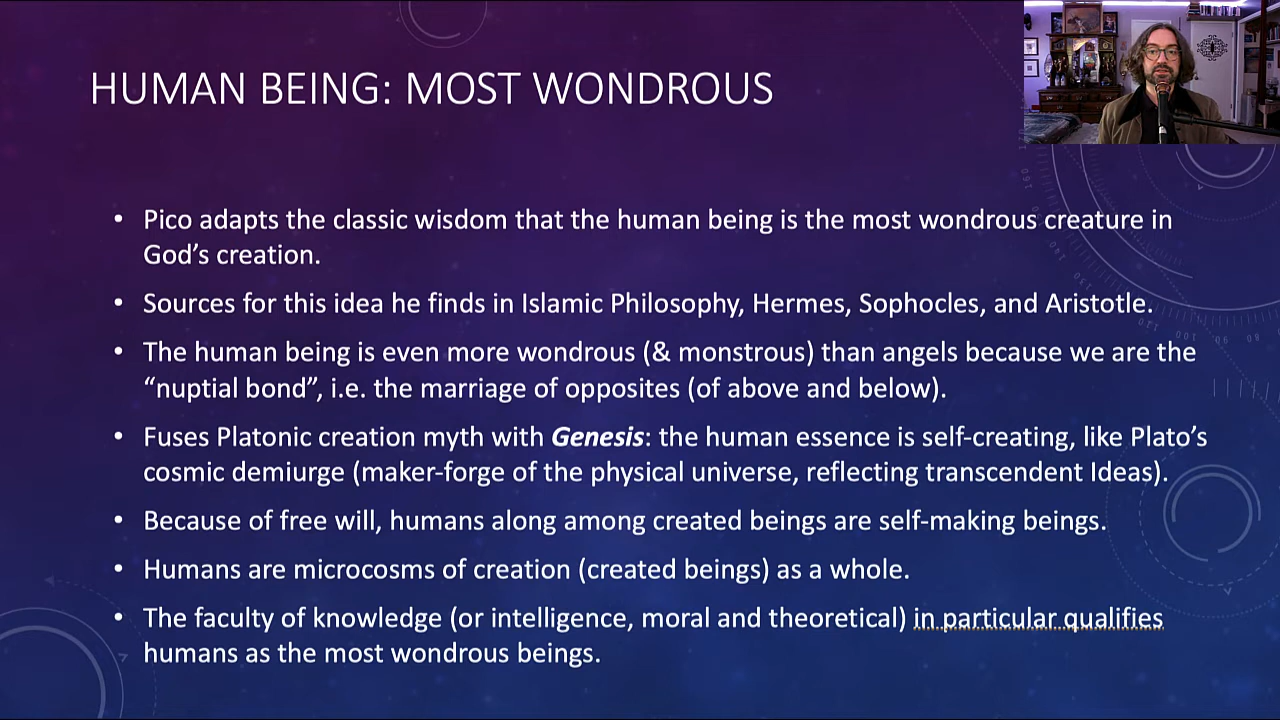 HUMAN BEING: MOST WONDROUS
• Pico adapts the classic wisdom that the human being is the most wondrous creature in
God’s creation.
• Sources for this idea he finds in Islamic Philosophy, Hermes, Sophocles, and Aristotle.
• The human being is even more wondrous (& monstrous) than angels because we are the
“nuptial bond”, i.e. the marriage of opposites (of above and below).
• Fuses Platonic creation myth with Genesis: the human essence is self-creating, like Plato’s
cosmic demiurge (maker-forge of the physical universe, reflecting transcendent Ideas).
• Because of free will, humans along among created beings are self-making beings.
• Humans are microcosms of creation (created beings) as a whole.
• The faculty of knowledge (or intelligence, moral and theoretical) in particular qualifies
humans as the most wondrous beings.